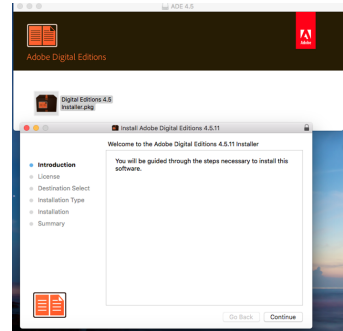 ADE 4.5
Adobe Digital Editions
Adobe
Digital Editions 4.5
Installer.pkg
Install Adobe Digital Editions 4.5.11
Welcome to the Adobe Digital Editions 4.5.11 Installer
Introduction
License
Destination Select
Installation Type
Installation
Summary
You will be guided through the steps necessary to install this
software.
Go Back
Continue